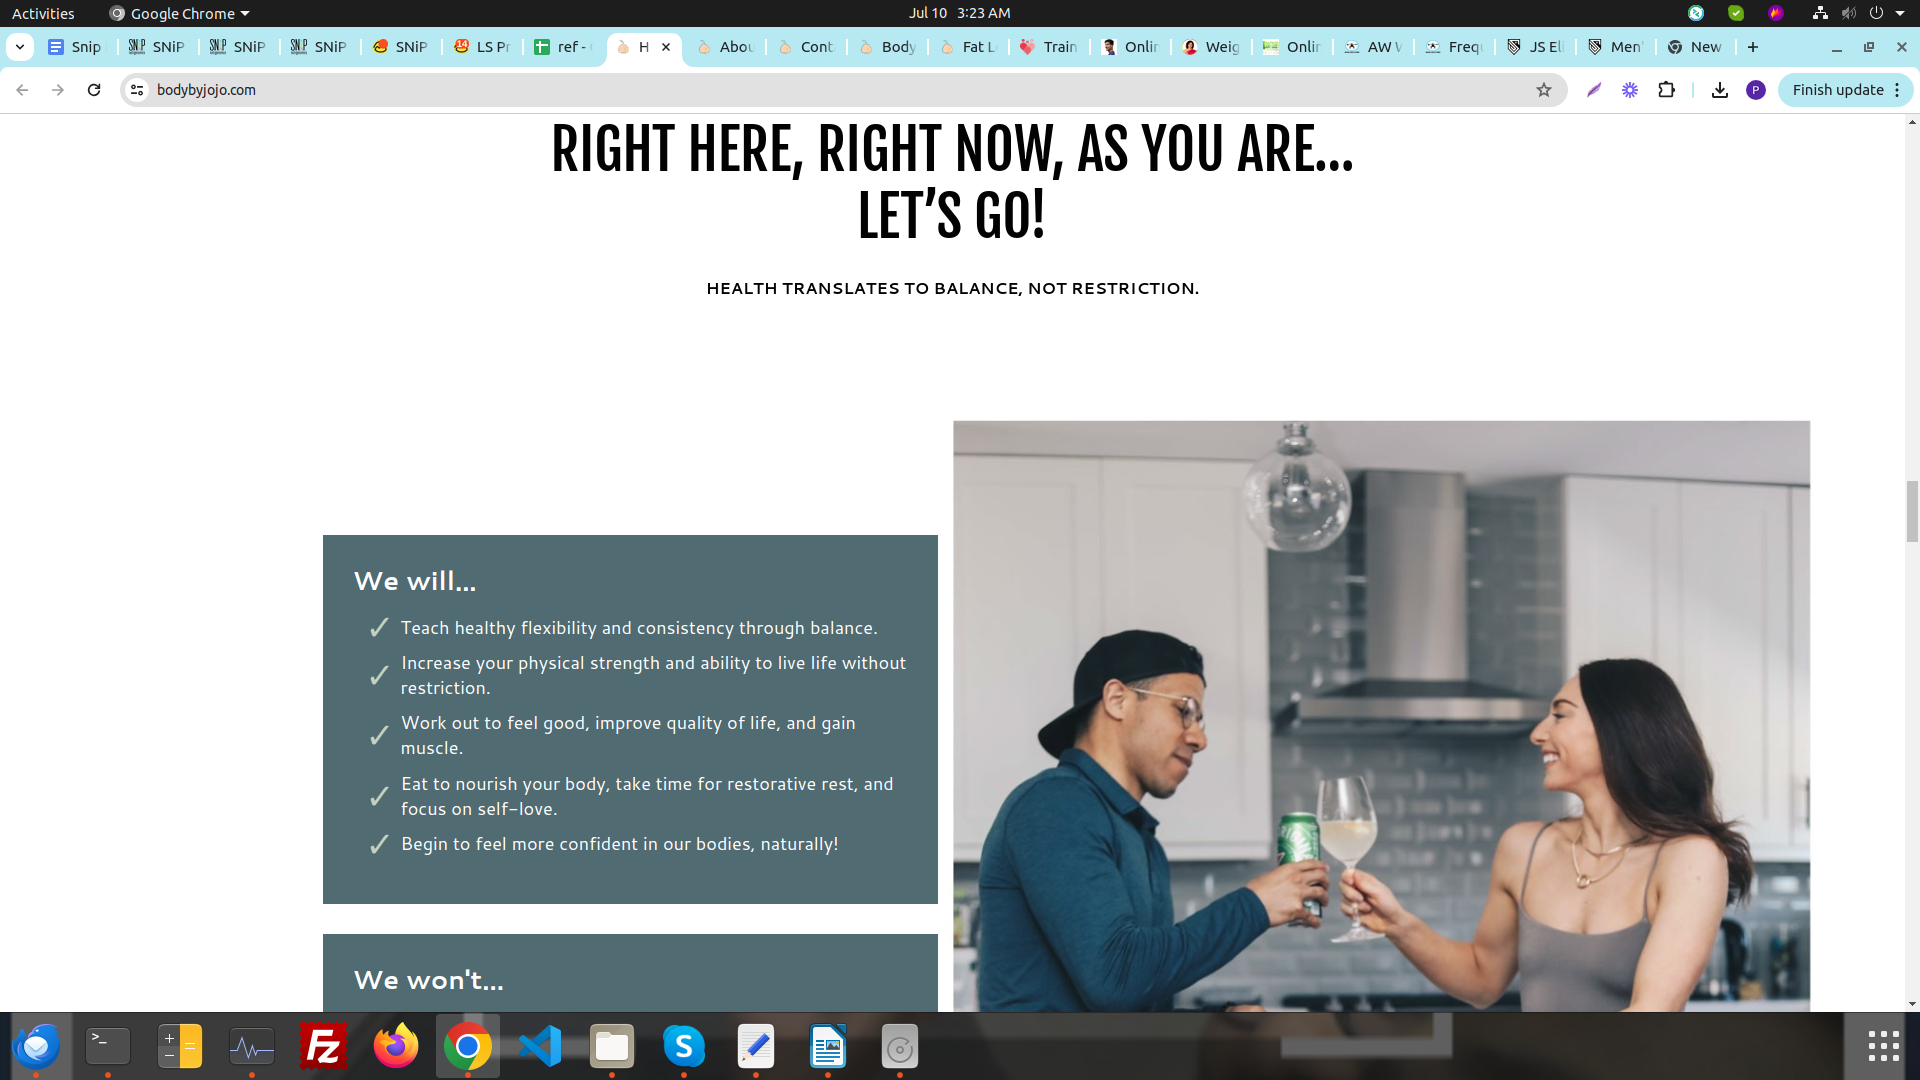 Activities
Google Chrome
Jul 10 3:23 AM
Snip
SNiP
SNiP
SNiP
SNiP
LS Pr
ref -
H
Abou
Cont
Body
Fat L
Train
Onlin
Weig
Onlin
AW W
Frequ
JS Eli
Men'
New
bodybyjojo.com
P
Finish update
RIGHT HERE, RIGHT NOW, AS YOU ARE...
LET’S GO!
HEALTH TRANSLATES TO BALANCE, NOT RESTRICTION.
We will...
✓ Teach healthy flexibility and consistency through balance.
✓ Increase your physical strength and ability to live life without
restriction.
✓ Work out to feel good, improve quality of life, and gain
muscle.
✓ Eat to nourish your body, take time for restorative rest, and
focus on self-love.
✓ Begin to feel more confident in our bodies, naturally!
We won't...